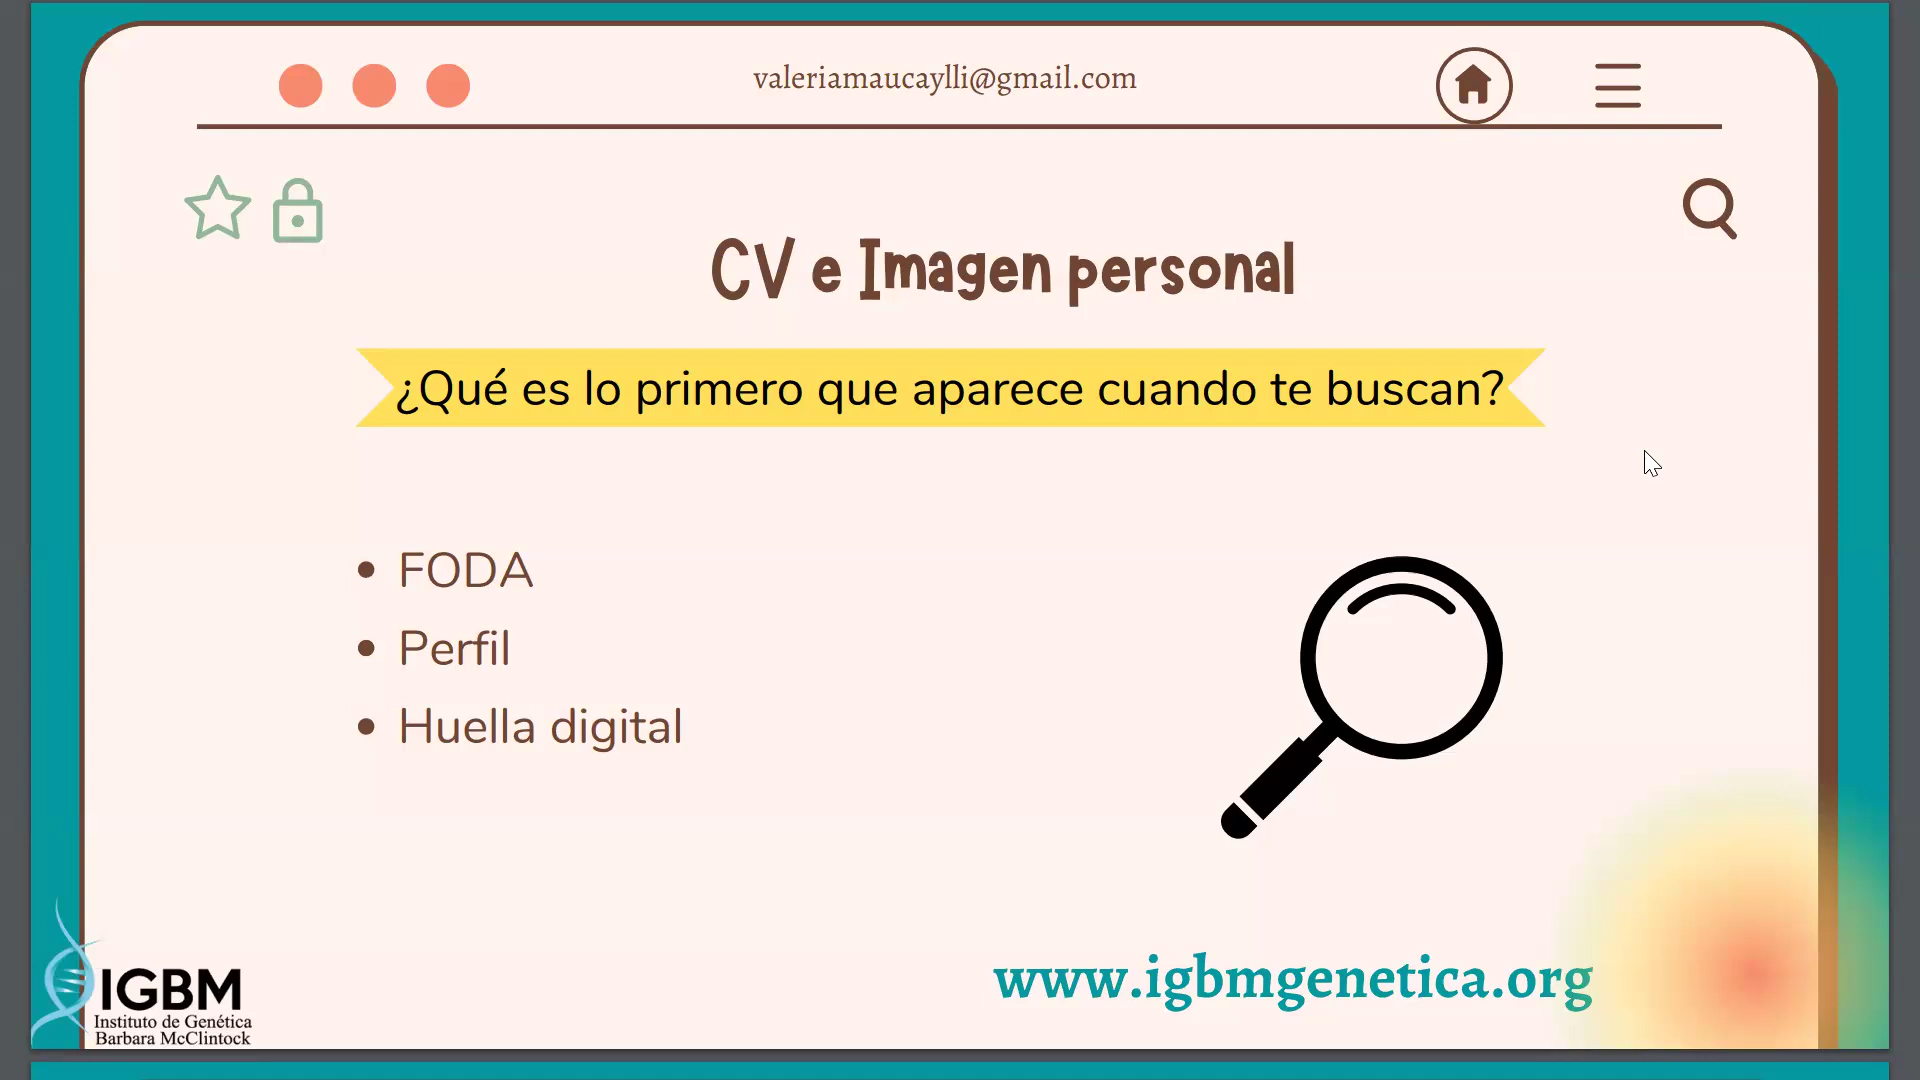 valeriamaucaylli@gmail.com
CV e Imagen personal
¿Qué es lo primero que aparece cuando te buscan?
• FODA
• Perfil
• Huella digital
IGBM
Instituto de Genética
Barbara McClintock
www.igbmgenetica.org